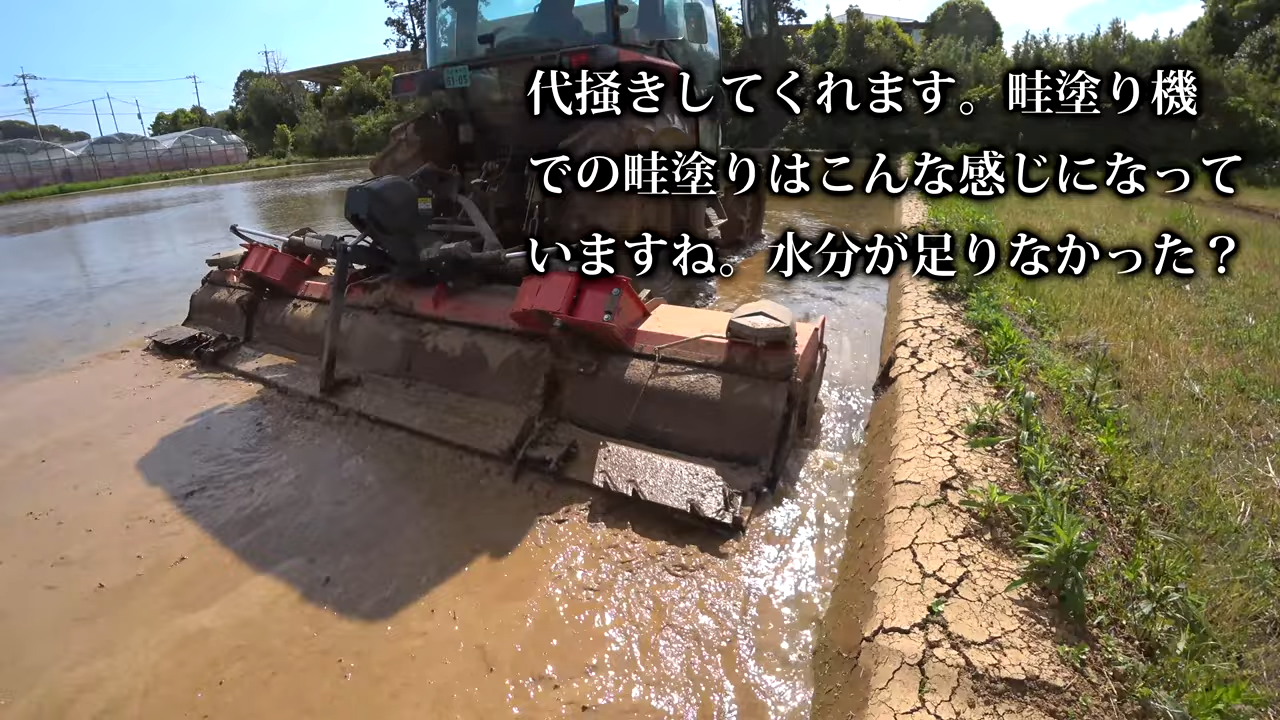 代掻きしてくれます。畦塗り機
での畦塗りはこんな感じになって
いますね。水分が足りなかった？